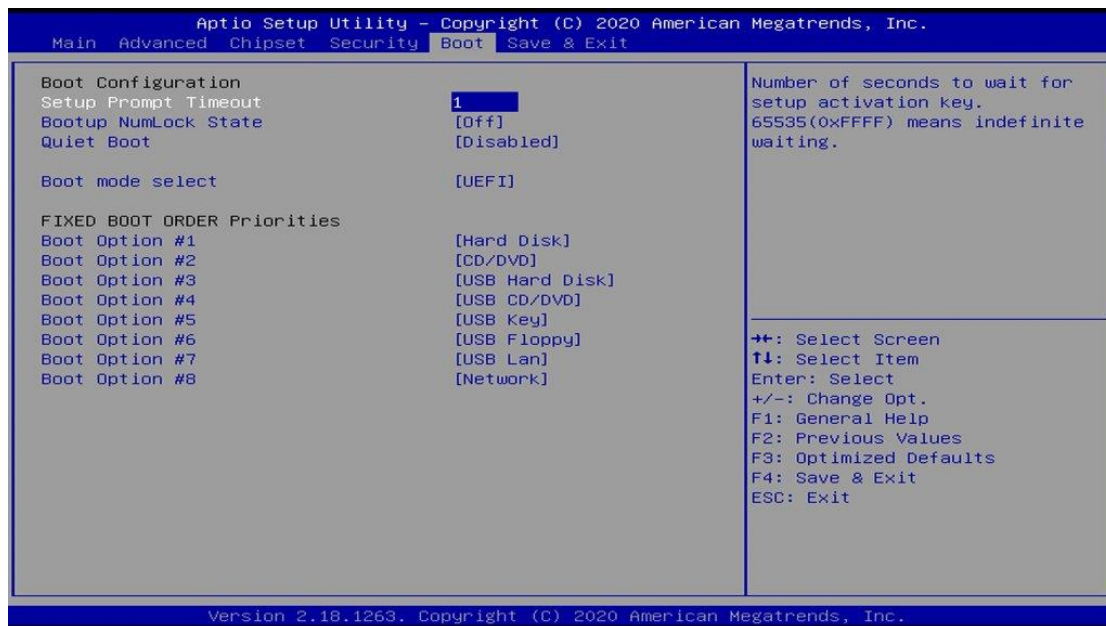 Aptio Setup Utility – Copyright (C) 2020 American Megatrends, Inc.
Main Advanced Chipset Security Boot Save & Exit
Boot Configuration
Setup Prompt Timeout 1
Bootup NumLock State [Off]
Quiet Boot [Disabled]
Boot mode select [UEFI]
FIXED BOOT ORDER Priorities
Boot Option #1 [Hard Disk]
Boot Option #2 [CD/DVD]
Boot Option #3 [USB Hard Disk]
Boot Option #4 [USB CD/DVD]
Boot Option #5 [USB Key]
Boot Option #6 [USB Floppy]
Boot Option #7 [USB Lan]
Boot Option #8 [Network]
Number of seconds to wait for
setup activation key.
65535(0xFFFF) means indefinite
waiting.
→←: Select Screen
↑↓: Select Item
Enter: Select
+/-: Change Opt.
F1: General Help
F2: Previous Values
F3: Optimized Defaults
F4: Save & Exit
ESC: Exit
Version 2.18.1263. Copyright (C) 2020 American Megatrends, Inc.